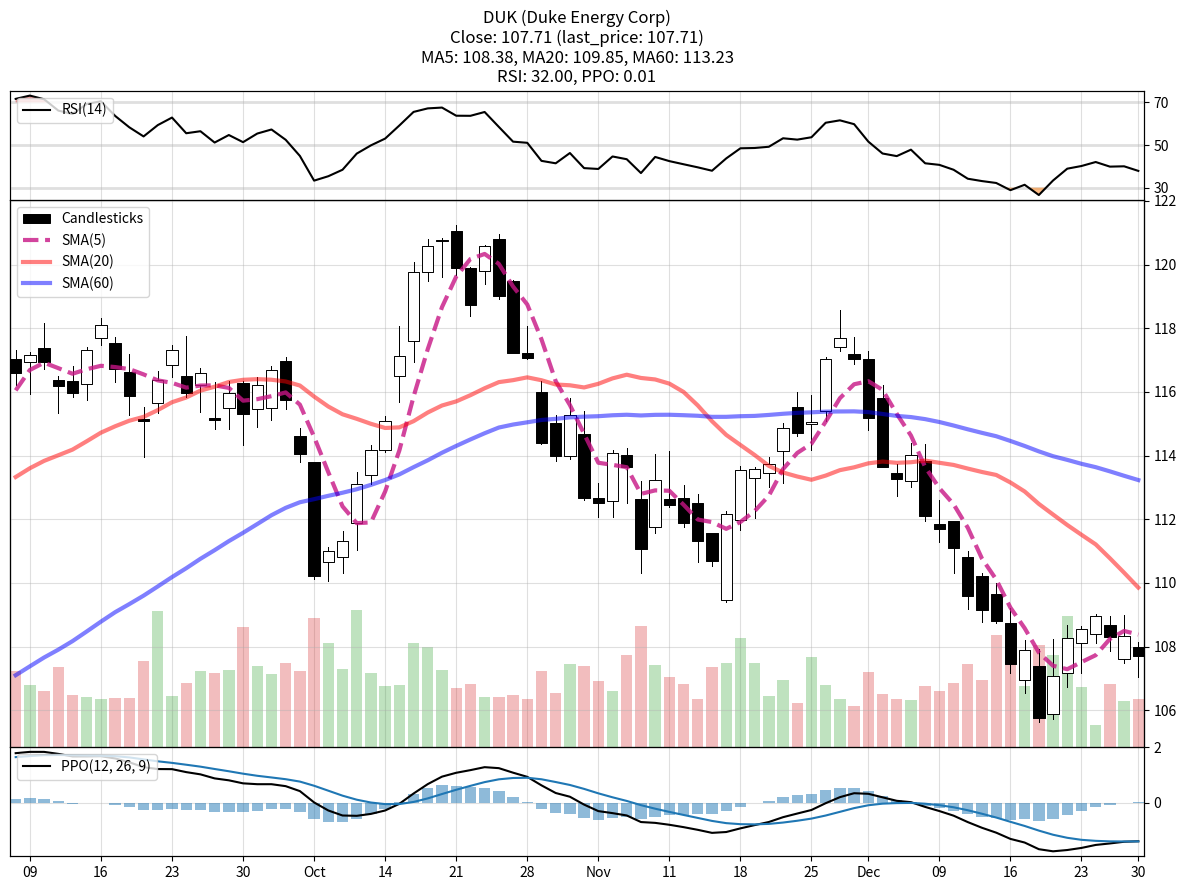 DUK (Duke Energy Corp)
Close: 107.71 (last_price: 107.71)
MA5: 108.38, MA20: 109.85, MA60: 113.23
RSI: 32.00, PPO: 0.01
RSI(14)
70
50
30
Candlesticks
SMA(5)
SMA(20)
SMA(60)
122
120
118
116
114
112
110
108
106
PPO(12, 26, 9)
2
0
09 16 23 30 Oct 14 21 28 Nov 11 18 25 Dec 09 16 23 30